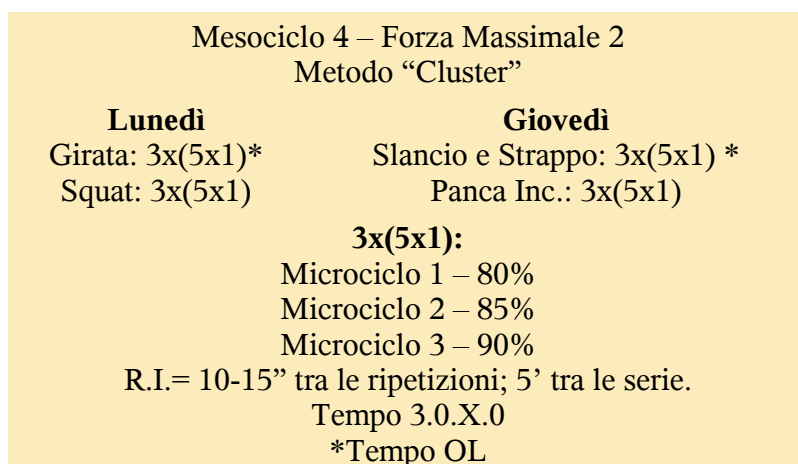 Mesociclo 4 – Forza Massimale 2
Metodo “Cluster”
Lunedì
Girata: 3x(5x1)*
Squat: 3x(5x1)
Giovedì
Slancio e Strappo: 3x(5x1) *
Panca Inc.: 3x(5x1)
3x(5x1):
Microciclo 1 – 80%
Microciclo 2 – 85%
Microciclo 3 – 90%
R.I.= 10-15” tra le ripetizioni; 5’ tra le serie.
Tempo 3.0.X.0
*Tempo OL